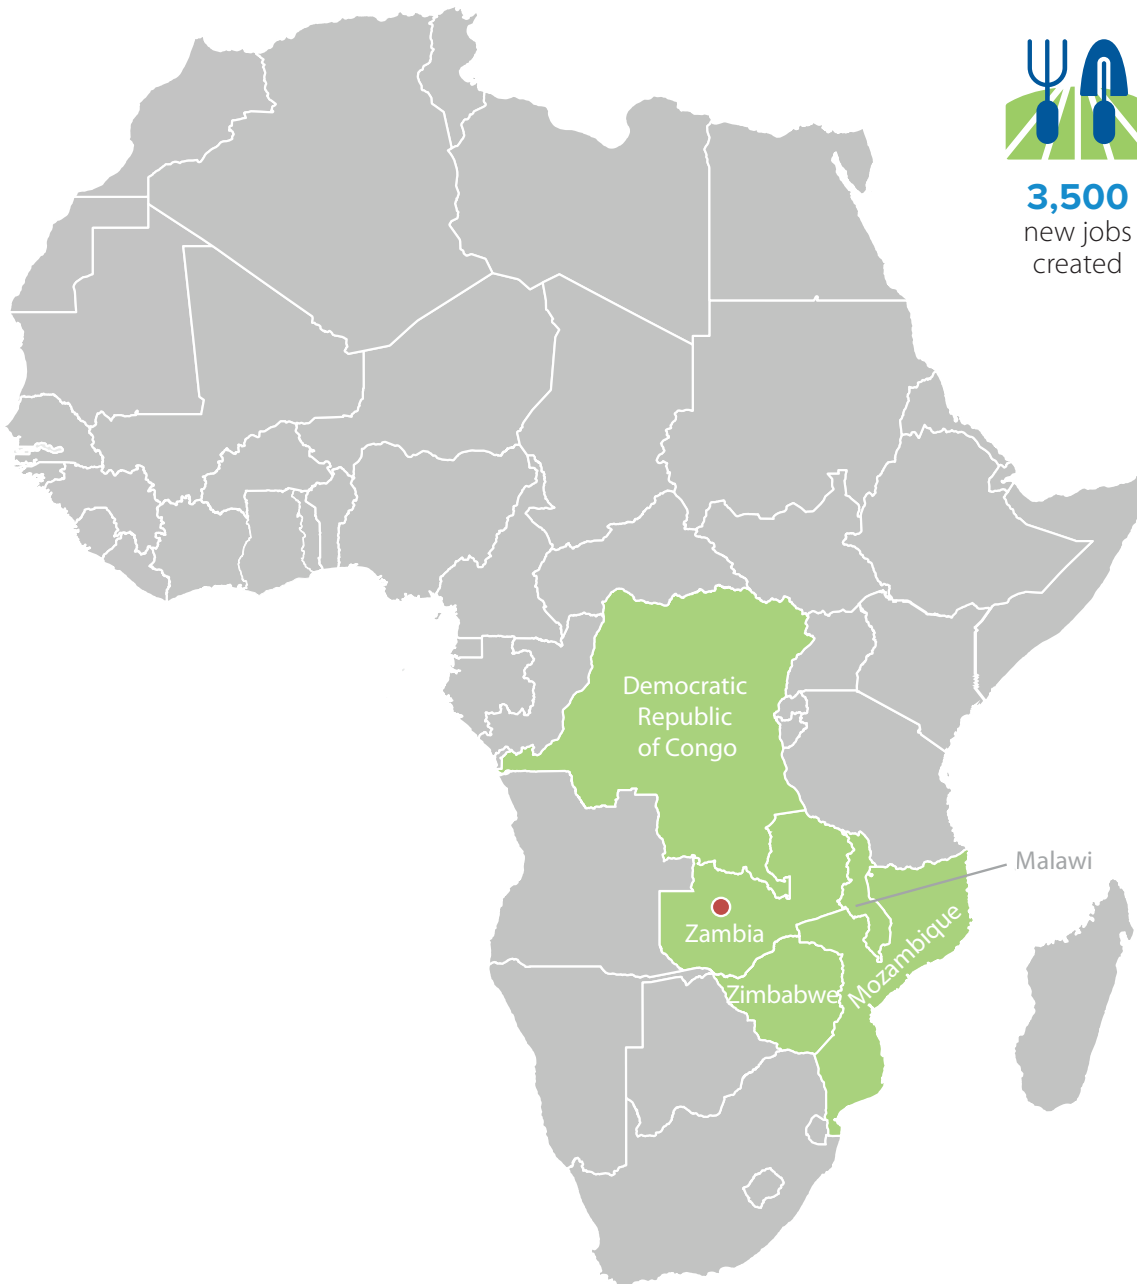 3,500
new jobs
created
Democratic
Republic
of Congo
Malawi
Zambia
Mozambique
Zimbabwe